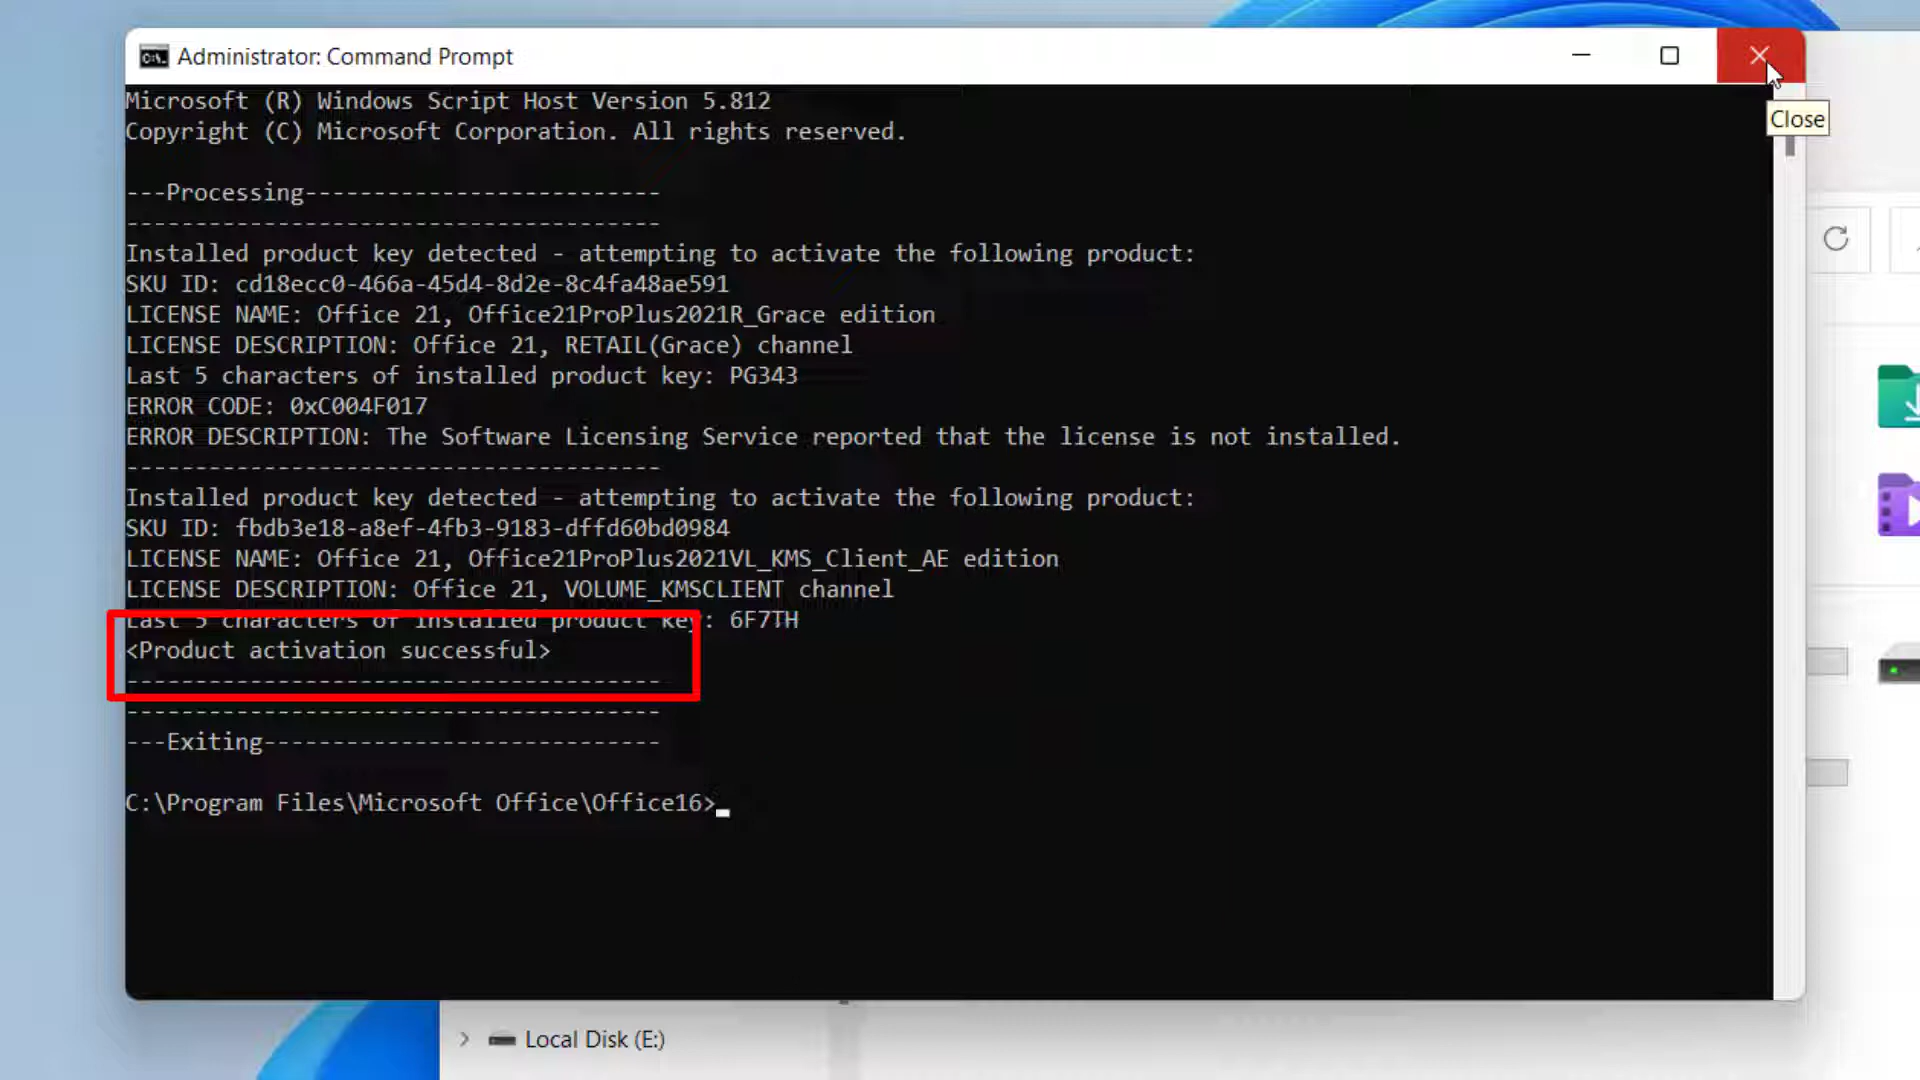 Administrator: Command Prompt
Close
Microsoft (R) Windows Script Host Version 5.812
Copyright (C) Microsoft Corporation. All rights reserved.
---Processing--------------------------
---------------------------------------
Installed product key detected - attempting to activate the following product:
SKU ID: cd18ecc0-466a-45d4-8d2e-8c4fa48ae591
LICENSE NAME: Office 21, Office21ProPlus2021R_Grace edition
LICENSE DESCRIPTION: Office 21, RETAIL(Grace) channel
Last 5 characters of installed product key: PG343
ERROR CODE: 0xC004F017
ERROR DESCRIPTION: The Software Licensing Service reported that the license is not installed.
---------------------------------------
Installed product key detected - attempting to activate the following product:
SKU ID: fbdb3e18-a8ef-4fb3-9183-dffd60bd0984
LICENSE NAME: Office 21, Office21ProPlus2021VL_KMS_Client_AE edition
LICENSE DESCRIPTION: Office 21, VOLUME_KMSCLIENT channel
Last 5 characters of installed product key: 6F7TH
<Product activation successful>
---------------------------------------
---------------------------------------
---Exiting-----------------------------
C:\Program Files\Microsoft Office\Office16>
Local Disk (E:)